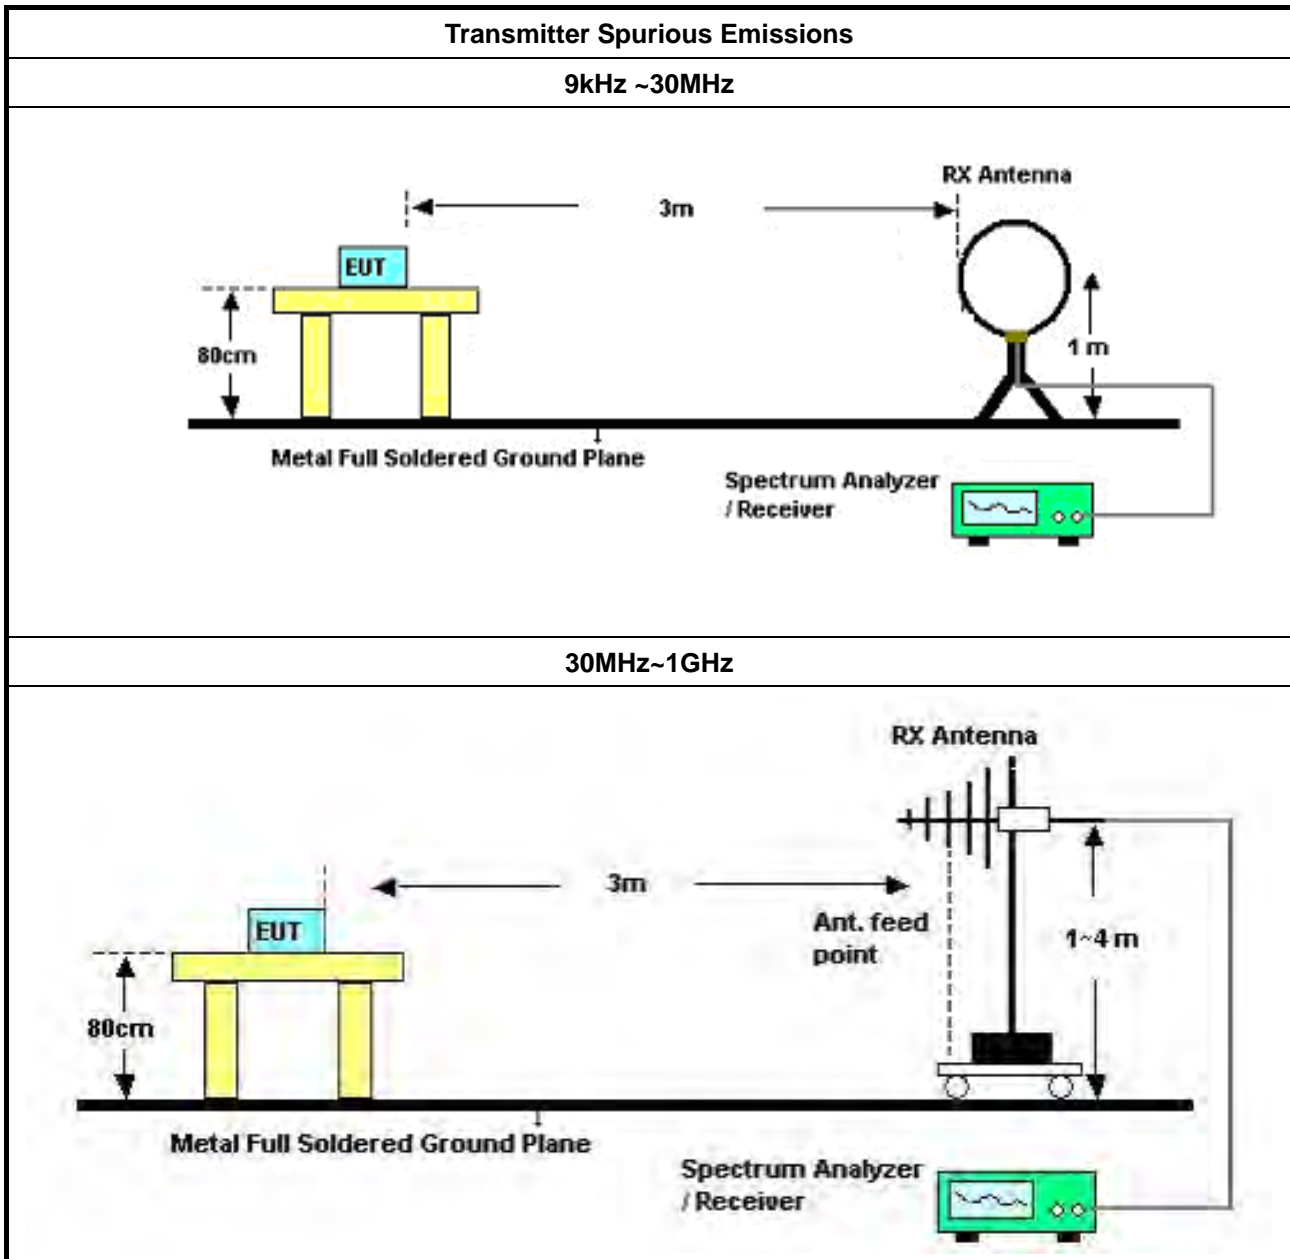 Transmitter Spurious Emissions
9kHz ~30MHz
RX Antenna
3m
EUT
80cm
1 m
Metal Full Soldered Ground Plane
Spectrum Analyzer
/ Receiver
30MHz~1GHz
RX Antenna
3m
EUT
Ant. feed
point
1~4 m
80cm
Metal Full Soldered Ground Plane
Spectrum Analyzer
/ Receiver